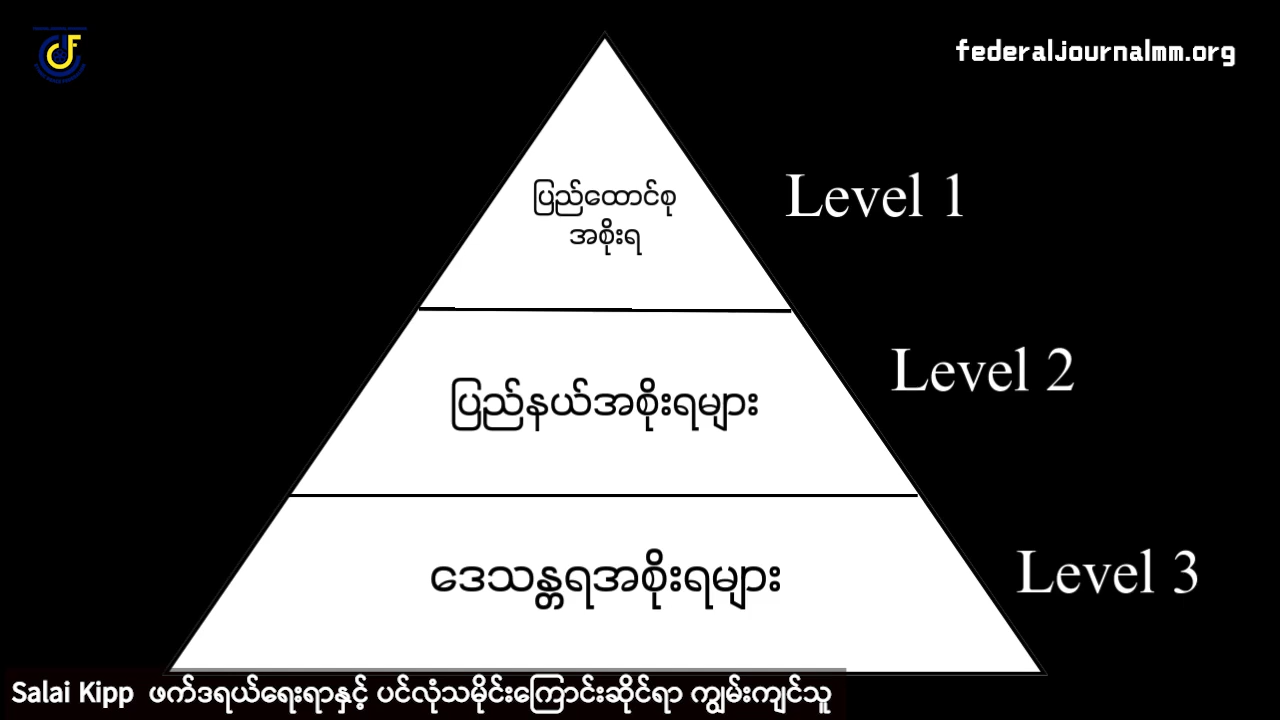 federaljournalmm.org
ပြည်ထောင်စု
အစိုးရ
Level 1
ပြည်နယ်အစိုးရများ
Level 2
ဒေသန္တရအစိုးရများ
Level 3
Salai Kipp ဖက်ဒရယ်ရေးရာနှင့် ပင်လုံသမိုင်းကြောင်းဆိုင်ရာ ကျွမ်းကျင်သူ